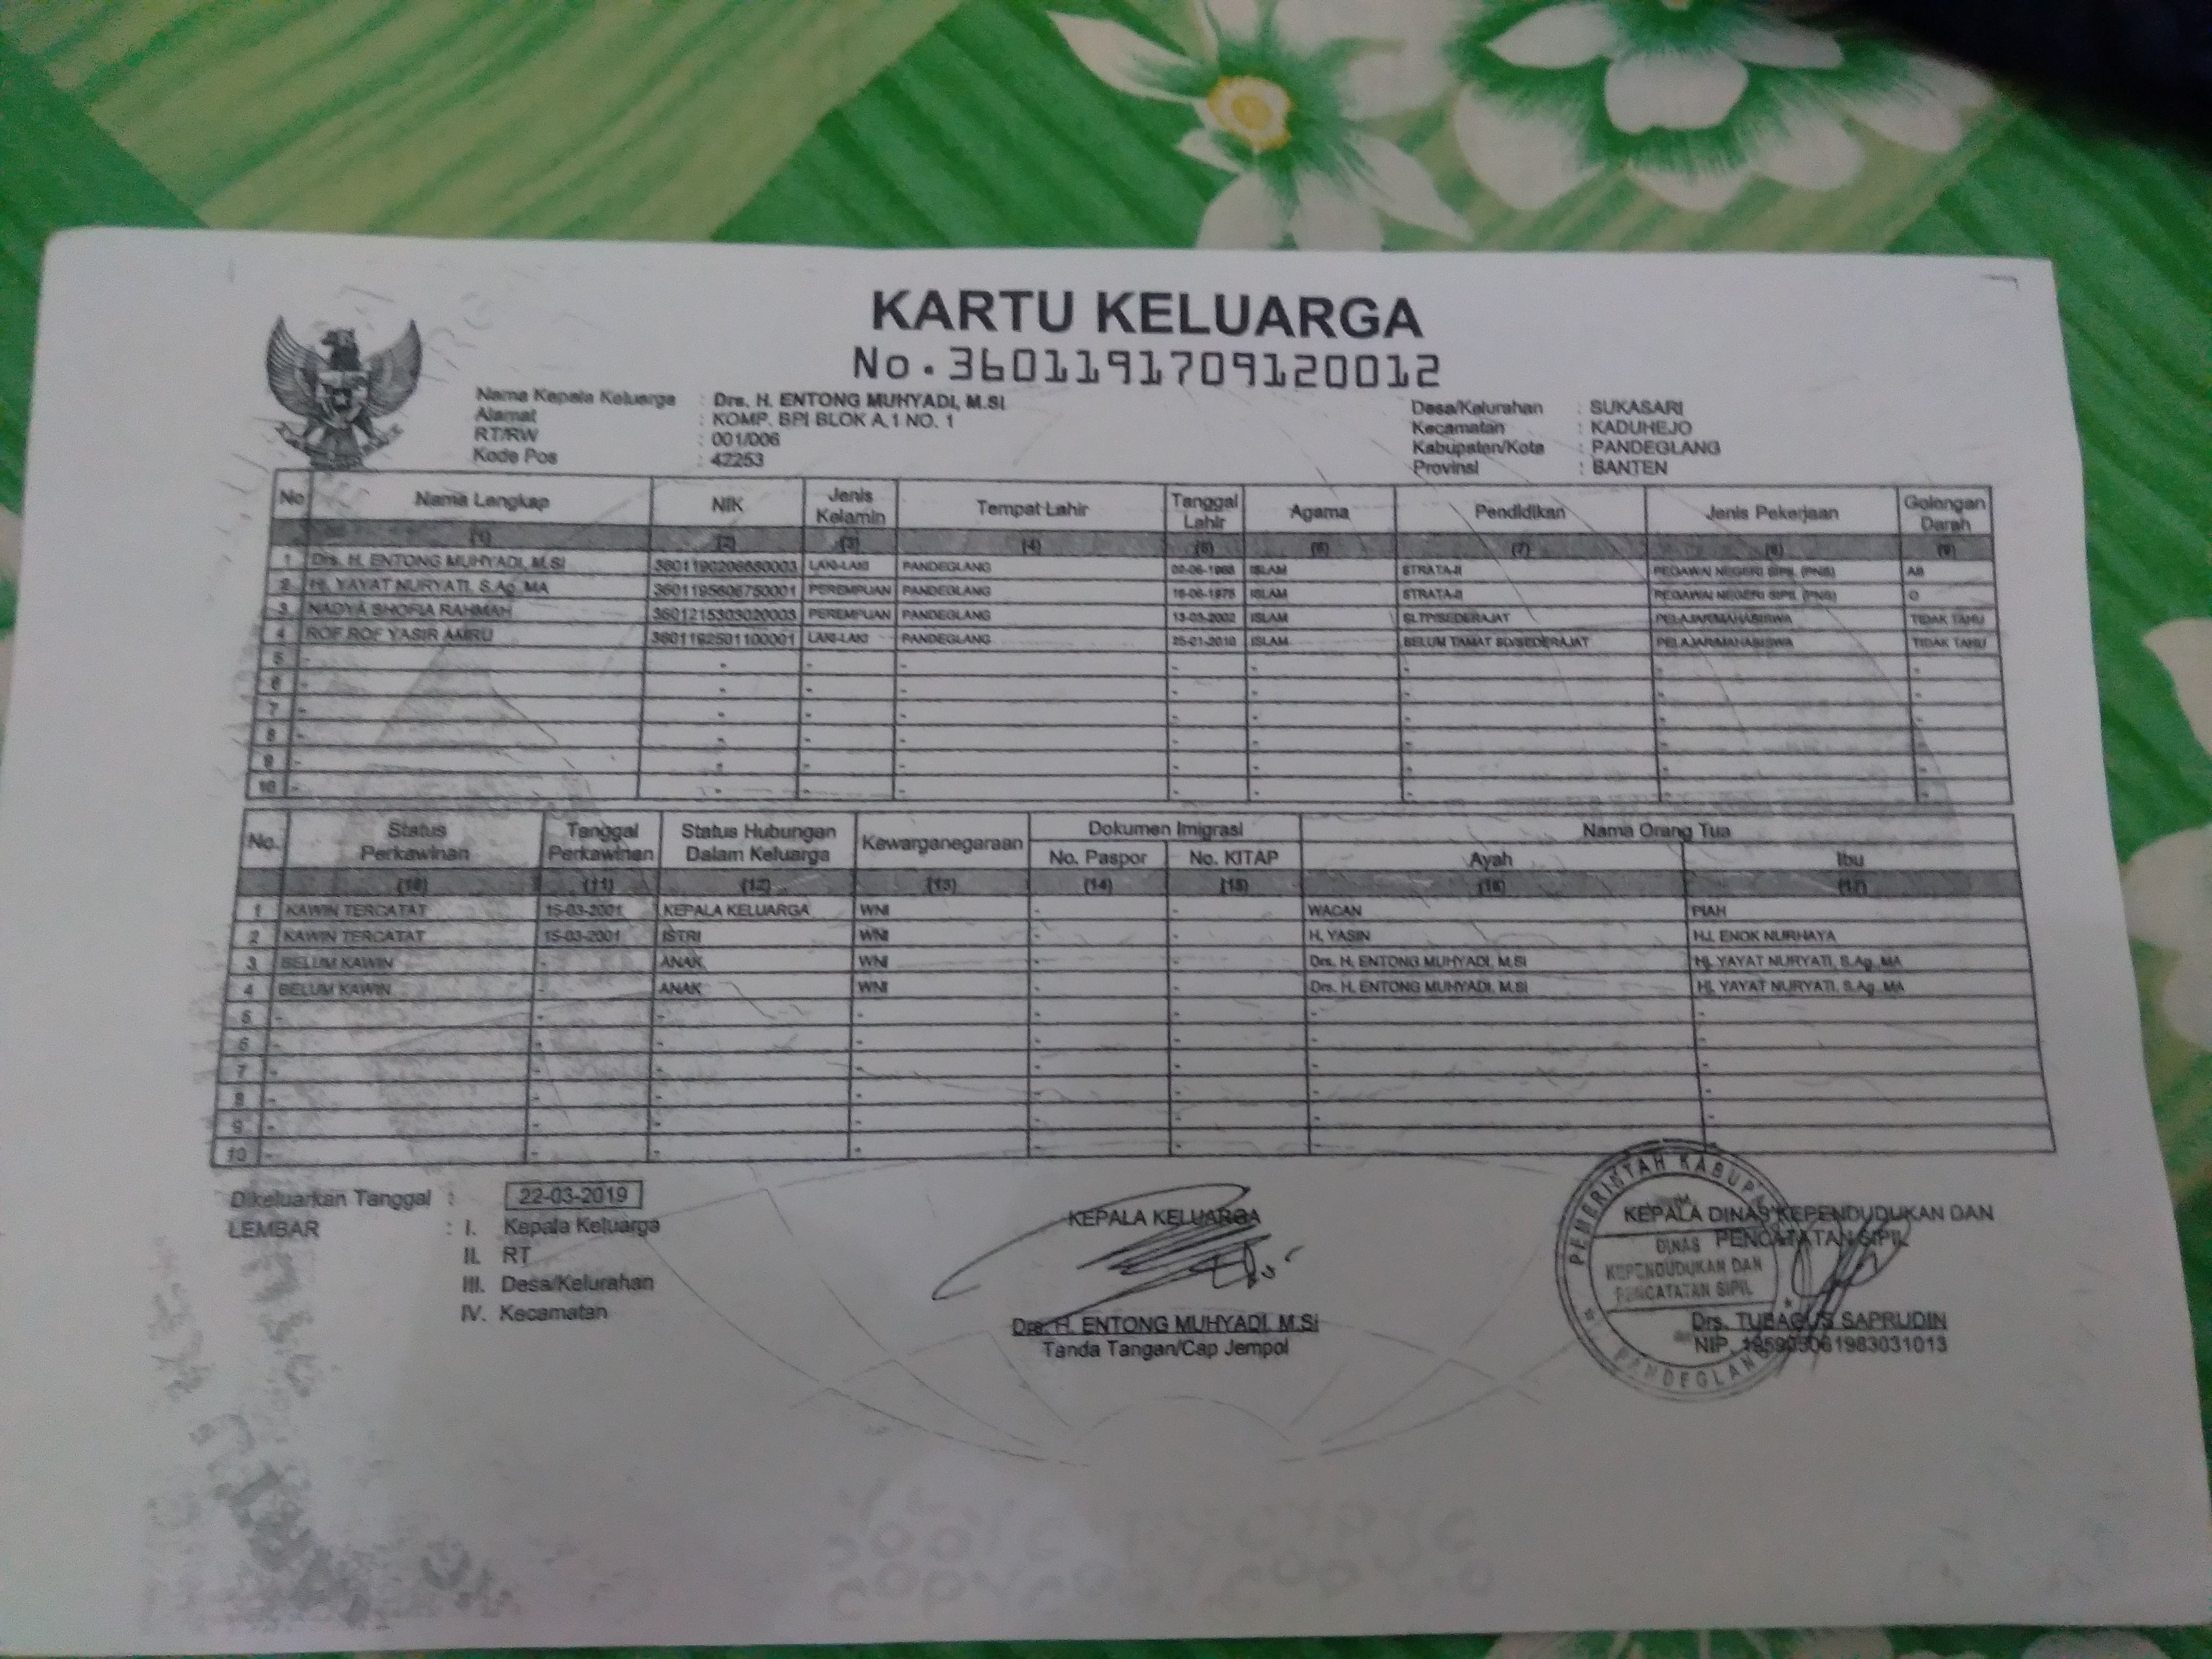 KARTU KELUARGA
No. 3601191709120012
Nama Kepala Keluarga : Drs. H. ENTONG MUHYADI, M.SI
Alamat : KOMP. BPI BLOK A.1 NO. 1
RT/RW : 001/006
Kode Pos : 42253
Desa/Kelurahan : SUKASARI
Kecamatan : KADUHEJO
Kabupaten/Kota : PANDEGLANG
Provinsi : BANTEN
No Nama Lengkap NIK Jenis Kelamin Tempat Lahir Tanggal Lahir Agama Pendidikan Jenis Pekerjaan Golongan Darah
(1) (2) (3) (4) (5) (6) (7) (8) (9)
1 Drs. H. ENTONG MUHYADI, M.SI LAKI-LAKI PANDEGLANG ISLAM STRATA-II PEGAWAI NEGERI SIPIL (PNS) AB
2 Hj. YAYAT NURYATI. S.Ag. MA 3601195606750001 PEREMPUAN PANDEGLANG 16-06-1975 ISLAM STRATA-II PEGAWAI NEGERI SIPIL (PNS) O
3 NADYA SHOFIA RAHMAH 3601215303020003 PEREMPUAN PANDEGLANG 13-03-2002 ISLAM SLTP/SEDERAJAT PELAJAR/MAHASISWA TIDAK TAHU
4 ROF ROF YASIR AMRU 3601192501100001 LAKI-LAKI PANDEGLANG 25-01-2010 ISLAM BELUM TAMAT SD/SEDERAJAT PELAJAR/MAHASISWA TIDAK TAHU
5 - - - - - - - - -
6 - - - - - - - - -
7 - - - - - - - - -
8 - - - - - - - - -
9 - - - - - - - - -
10 - - - - - - - - -
No. Status Perkawinan Tanggal Perkawinan Status Hubungan Dalam Keluarga Kewarganegaraan Dokumen Imigrasi Nama Orang Tua
No. Paspor No. KITAP Ayah Ibu
(10) (11) (12) (13) (14) (15) (16) (17)
1 KAWIN TERCATAT 15-03-2001 KEPALA KELUARGA WNI - - WACAN PIAH
2 KAWIN TERCATAT 15-03-2001 ISTRI WNI - - H. YASIN HJ. ENOK NURHAYA
3 BELUM KAWIN - ANAK WNI - - Drs. H. ENTONG MUHYADI, M.SI Hj. YAYAT NURYATI. S.Ag. MA
4 BELUM KAWIN - ANAK WNI - - Drs. H. ENTONG MUHYADI, M.SI Hj. YAYAT NURYATI. S.Ag. MA
5 - - - - - - - -
6 - - - - - - - -
7 - - - - - - - -
8 - - - - - - - -
9 - - - - - - - -
10 - - - - - - - -
Dikeluarkan Tanggal : 22-03-2019
LEMBAR : I. Kepala Keluarga
II. RT
III. Desa/Kelurahan
IV. Kecamatan
KEPALA KELUARGA
Drs. H. ENTONG MUHYADI, M.SI
Tanda Tangan/Cap Jempol
KEPALA DINAS KEPENDUDUKAN DAN
PENCATATAN SIPIL
Drs. TUBAGUS SAPRUDIN
NIP.
PEMERINTAH KABUPATEN
DINAS
KEPENDUDUKAN DAN
PENCATATAN SIPIL
PANDEGLANG